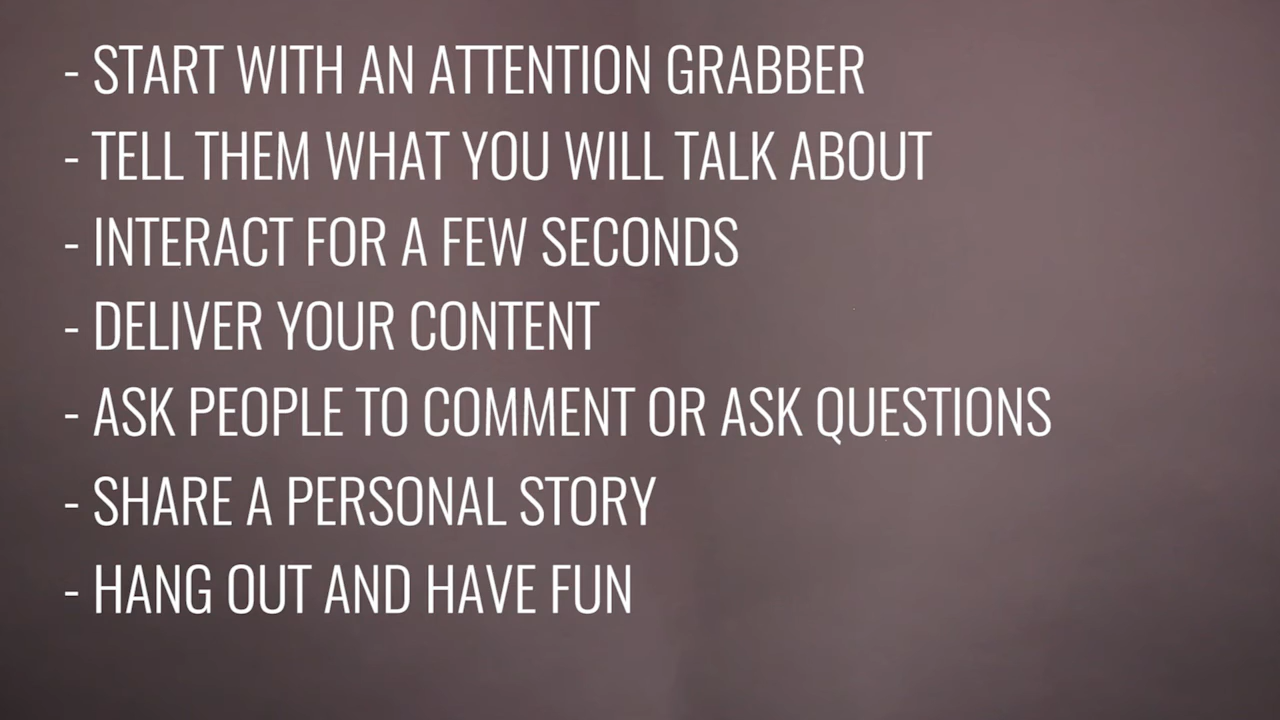 - START WITH AN ATTENTION GRABBER
- TELL THEM WHAT YOU WILL TALK ABOUT
- INTERACT FOR A FEW SECONDS
- DELIVER YOUR CONTENT
- ASK PEOPLE TO COMMENT OR ASK QUESTIONS
- SHARE A PERSONAL STORY
- HANG OUT AND HAVE FUN